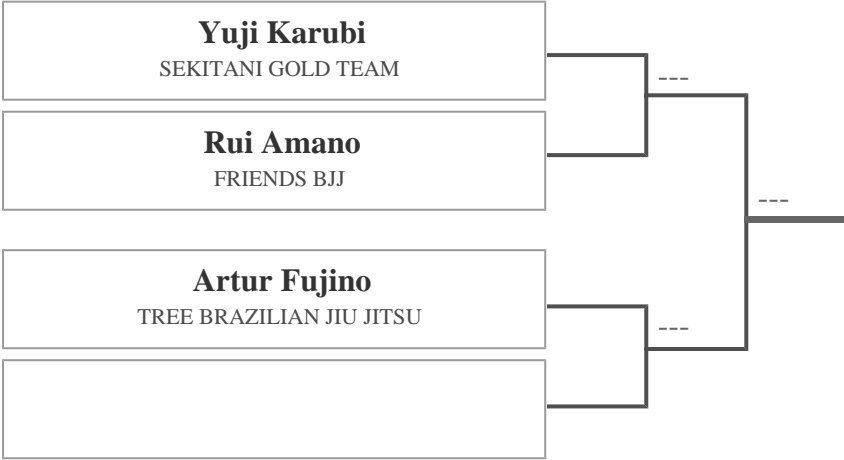 Yuji Karubi
SEKITANI GOLD TEAM
---
Rui Amano
FRIENDS BJJ
---
Artur Fujino
TREE BRAZILIAN JIU JITSU
---